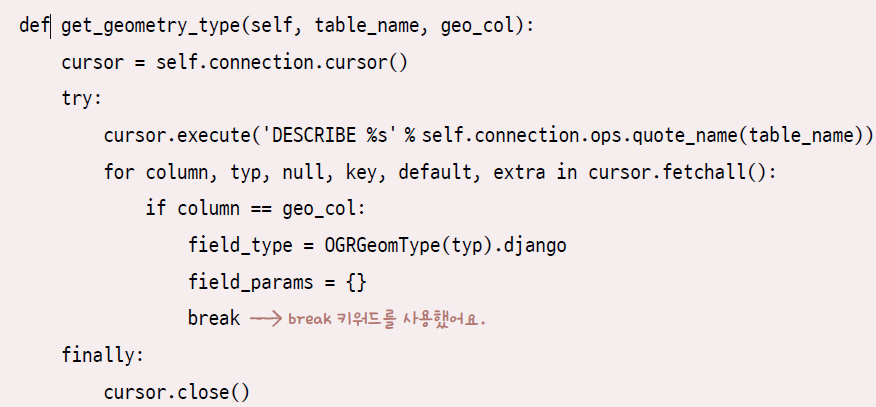 def get_geometry_type(self, table_name, geo_col):
    cursor = self.connection.cursor()
    try:
        cursor.execute('DESCRIBE %s' % self.connection.ops.quote_name(table_name))
        for column, typ, null, key, default, extra in cursor.fetchall():
            if column == geo_col:
                field_type = OGRGeomType(typ).django
                field_params = {}
                break → break 키워드를 사용했어요.
    finally:
        cursor.close()